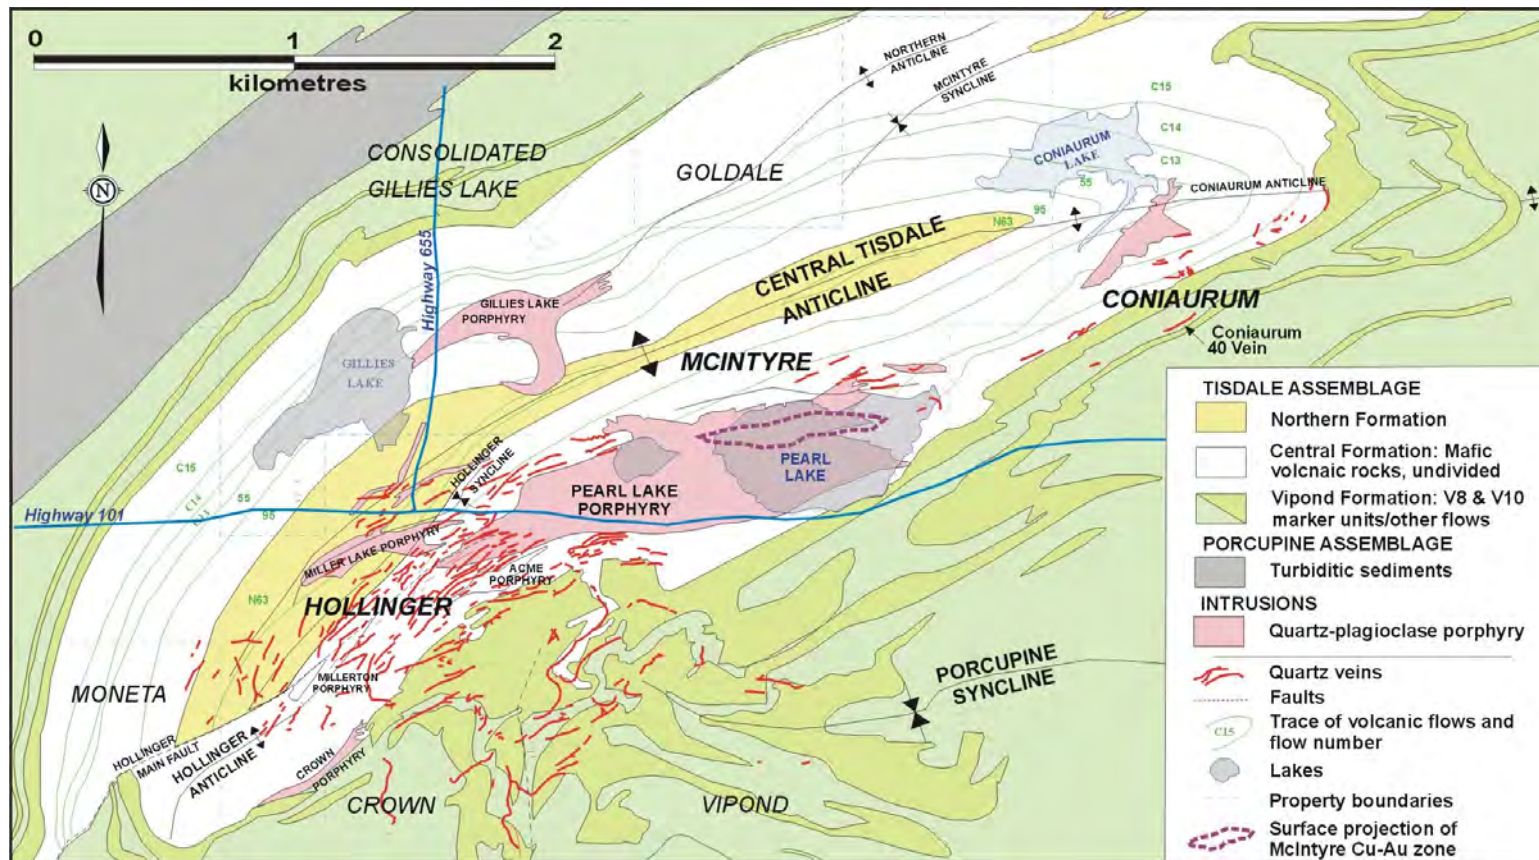 0 1 2
kilometres
N
NORTHERN
ANTICLINE
MCINTYRE
SYNCLINE
C15
C14
C13
55
95
N63
CONIAURUM
LAKE
CONIAURUM ANTICLINE
CONSOLIDATED
GILLIES LAKE
GOLDALE
Highway 655
CENTRAL TISDALE
ANTICLINE
GILLIES LAKE
PORPHYRY
GILLIES
LAKE
MCINTYRE
CONIAURUM
Coniaurum
40 Vein
HOLLINGER
SYNCLINE
PEARL
LAKE
PEARL LAKE
PORPHYRY
C15
C14
C13
55
95
Highway 101
MILLER LAKE PORPHYRY
ACME
PORPHYRY
N63
HOLLINGER
MILLERTON
PORPHYRY
MONETA
HOLLINGER
MAIN FAULT
HOLLINGER
ANTICLINE
CROWN
PORPHYRY
CROWN
VIPOND
PORCUPINE
SYNCLINE
TISDALE ASSEMBLAGE
Northern Formation
Central Formation: Mafic
volcnaic rocks, undivided
Vipond Formation: V8 & V10
marker units/other flows
PORCUPINE ASSEMBLAGE
Turbiditic sediments
INTRUSIONS
Quartz-plagioclase porphyry
Quartz veins
Faults
C15
Trace of volcanic flows and
flow number
Lakes
Property boundaries
Surface projection of
McIntyre Cu-Au zone